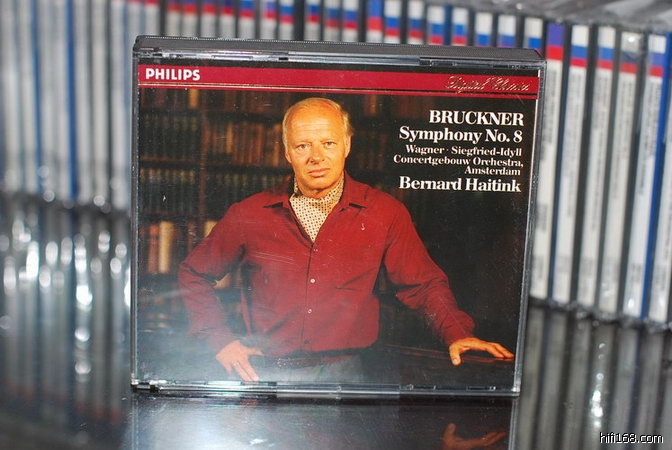 PHILIPS
Digital Classics
BRUCKNER
Symphony No. 8
Wagner · Siegfried-Idyll
Concertgebouw Orchestra,
Amsterdam
Bernard Haitink
hifi168.com